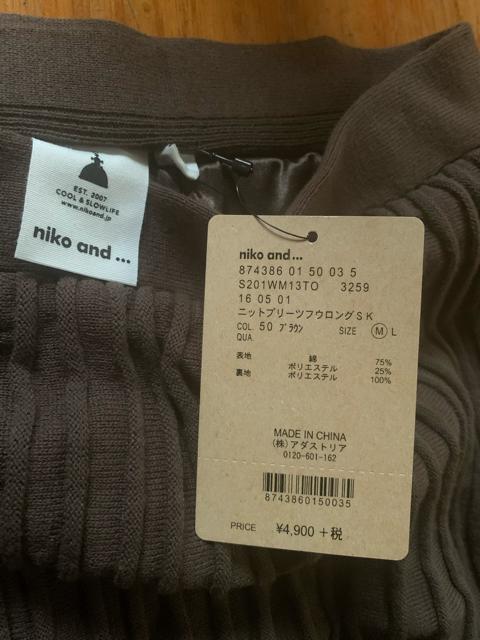 EST. 2007
COOL & SLOWLIFE
www.nikoand.jp
niko and ...
niko and ...
874386 01 50 03 5
S201WM13TO 3259
16 05 01
ニットプリーツフウロングSK
COL. 50 ブラウン SIZE M L
QUA.
表地 綿 75%
ポリエステル 25%
裏地 ポリエステル 100%
MADE IN CHINA
(株)アダストリア
0120-601-162
8743860150035
PRICE ¥4,900 +税